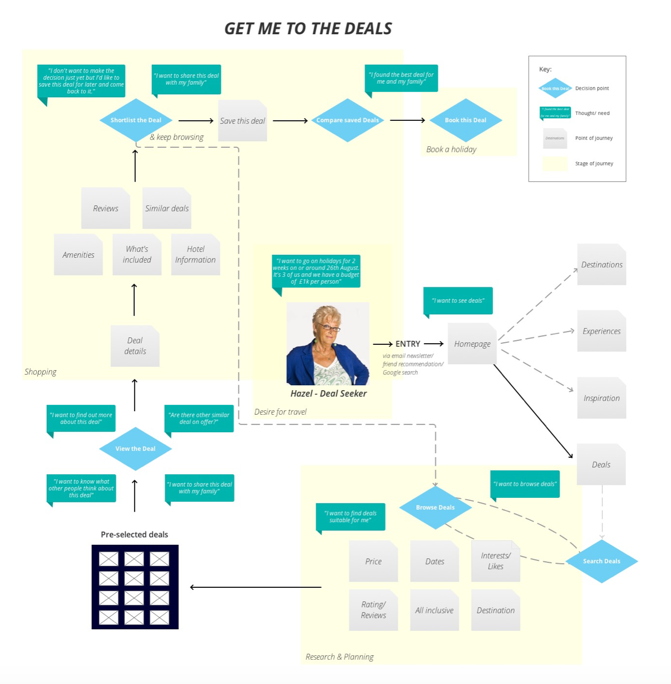 GET ME TO THE DEALS
"I don't want to make the
decision just yet but I'd like to
save this deal for later and come
back to it."
"I want to share this deal
with my family"
"I found the best deal for
me and my family"
Shortlist the Deal
Save this deal
Compare saved Deals
Book this Deal
& keep browsing
Book a holiday
Key:
Decision point
Thought/ need
Point of journey
Stage of journey
Reviews
Similar deals
Amenities
What's
included
Hotel
Information
Deal
details
Shopping
"I want to go on holidays for 2
weeks on or around 26th August.
It's 3 of us and we have a budget
of £1k per person"
Hazel - Deal Seeker
Desire for travel
ENTRY
via email newsletter/
friend recommendation/
Google search
"I want to see deals"
Homepage
Destinations
Experiences
Inspiration
Deals
"I want to find out more
about this deal"
"Are there other similar
deal on offer?"
View the Deal
"I want to know what
other people think about
this deal"
"I want to share this deal
with my family"
Pre-selected deals
"I want to browse deals"
Browse Deals
"I want to find deals
suitable for me"
Search Deals
Price
Dates
Interests/
Likes
Rating/
Reviews
All inclusive
Destination
Research & Planning